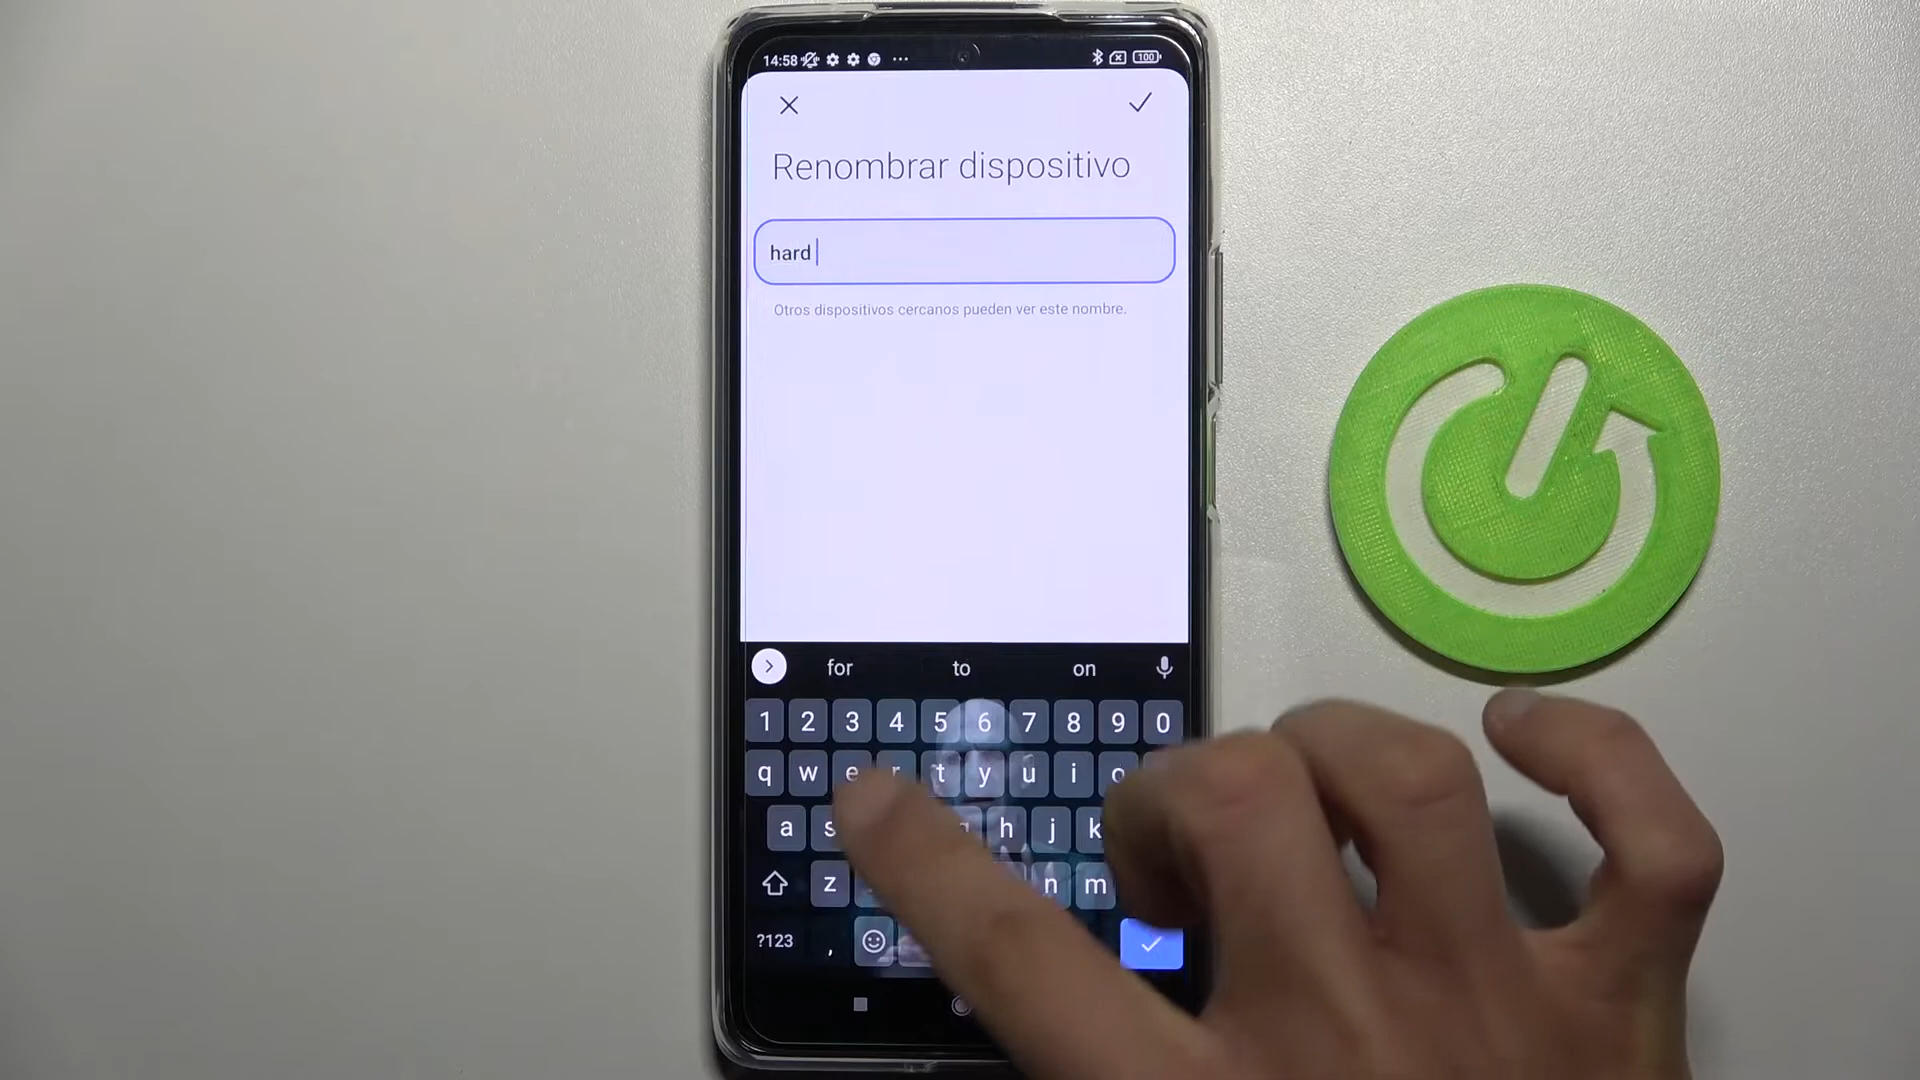 14:58 ... 100
Renombrar dispositivo
hard
Otros dispositivos cercanos pueden ver este nombre.
for to on
1 2 3 4 5 6 7 8 9 0
q w e r t y u i o
a s h j k
z n m
?123 ,